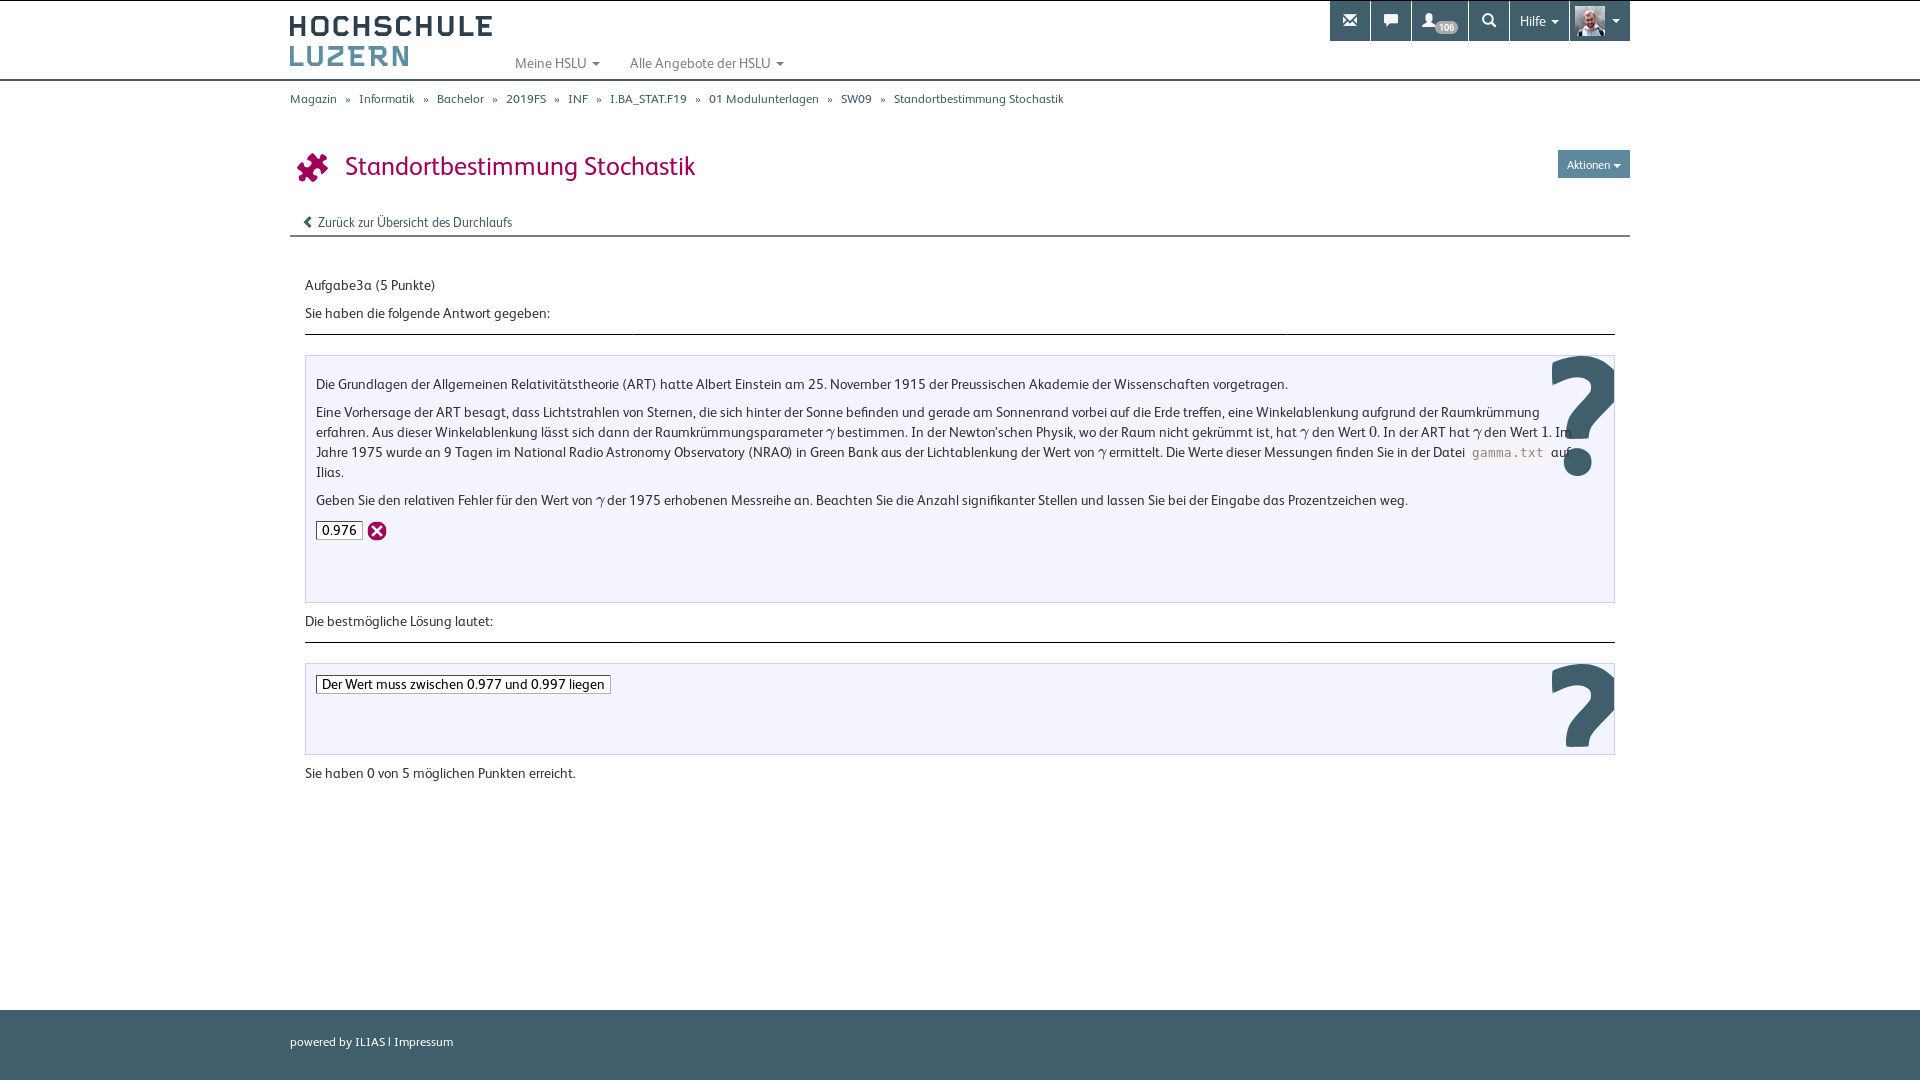 HOCHSCHULE
LUZERN
Meine HSLU
Alle Angebote der HSLU
106
Hilfe
Magazin » Informatik » Bachelor » 2019FS » INF » I.BA_STAT.F19 » 01 Modulunterlagen » SW09 » Standortbestimmung Stochastik
Standortbestimmung Stochastik
Aktionen
Zurück zur Übersicht des Durchlaufs
Aufgabe3a (5 Punkte)
Sie haben die folgende Antwort gegeben:
Die Grundlagen der Allgemeinen Relativitätstheorie (ART) hatte Albert Einstein am 25. November 1915 der Preussischen Akademie der Wissenschaften vorgetragen.
Eine Vorhersage der ART besagt, dass Lichtstrahlen von Sternen, die sich hinter der Sonne befinden und gerade am Sonnenrand vorbei auf die Erde treffen, eine Winkelablenkung aufgrund der Raumkrümmung
erfahren. Aus dieser Winkelablenkung lässt sich dann der Raumkrümmungsparameter γ bestimmen. In der Newton'schen Physik, wo der Raum nicht gekrümmt ist, hat γ den Wert 0. In der ART hat γ den Wert 1. Im
Jahre 1975 wurde an 9 Tagen im National Radio Astronomy Observatory (NRAO) in Green Bank aus der Lichtablenkung der Wert von γ ermittelt. Die Werte dieser Messungen finden Sie in der Datei gamma.txt auf
Ilias.
Geben Sie den relativen Fehler für den Wert von γ der 1975 erhobenen Messreihe an. Beachten Sie die Anzahl signifikanter Stellen und lassen Sie bei der Eingabe das Prozentzeichen weg.
0.976
Die bestmögliche Lösung lautet:
Der Wert muss zwischen 0.977 und 0.997 liegen
Sie haben 0 von 5 möglichen Punkten erreicht.
powered by ILIAS | Impressum